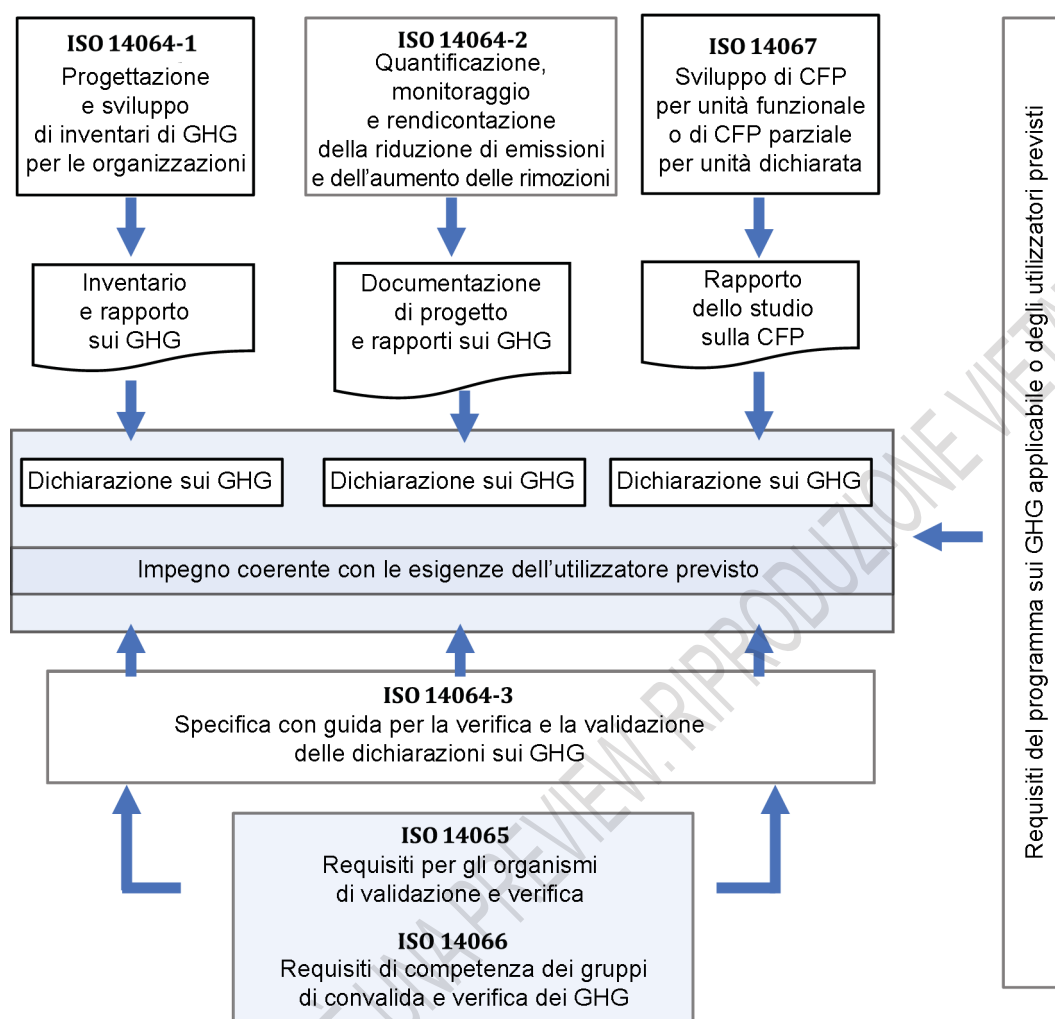 ISO 14064-1
Progettazione
e sviluppo
di inventari di GHG
per le organizzazioni
ISO 14064-2
Quantificazione,
monitoraggio
e rendicontazione
della riduzione di emissioni
e dell'aumento delle rimozioni
ISO 14067
Sviluppo di CFP
per unità funzionale
o di CFP parziale
per unità dichiarata
Inventario
e rapporto
sui GHG
Documentazione
di progetto
e rapporti sui GHG
Rapporto
dello studio
sulla CFP
Dichiarazione sui GHG
Dichiarazione sui GHG
Dichiarazione sui GHG
Impegno coerente con le esigenze dell'utilizzatore previsto
ISO 14064-3
Specifica con guida per la verifica e la validazione
delle dichiarazioni sui GHG
ISO 14065
Requisiti per gli organismi
di validazione e verifica
ISO 14066
Requisiti di competenza dei gruppi
di convalida e verifica dei GHG
Requisiti del programma sui GHG applicabile o degli utilizzatori previsti
È UNA PREVIEW. RIPRODUZIONE